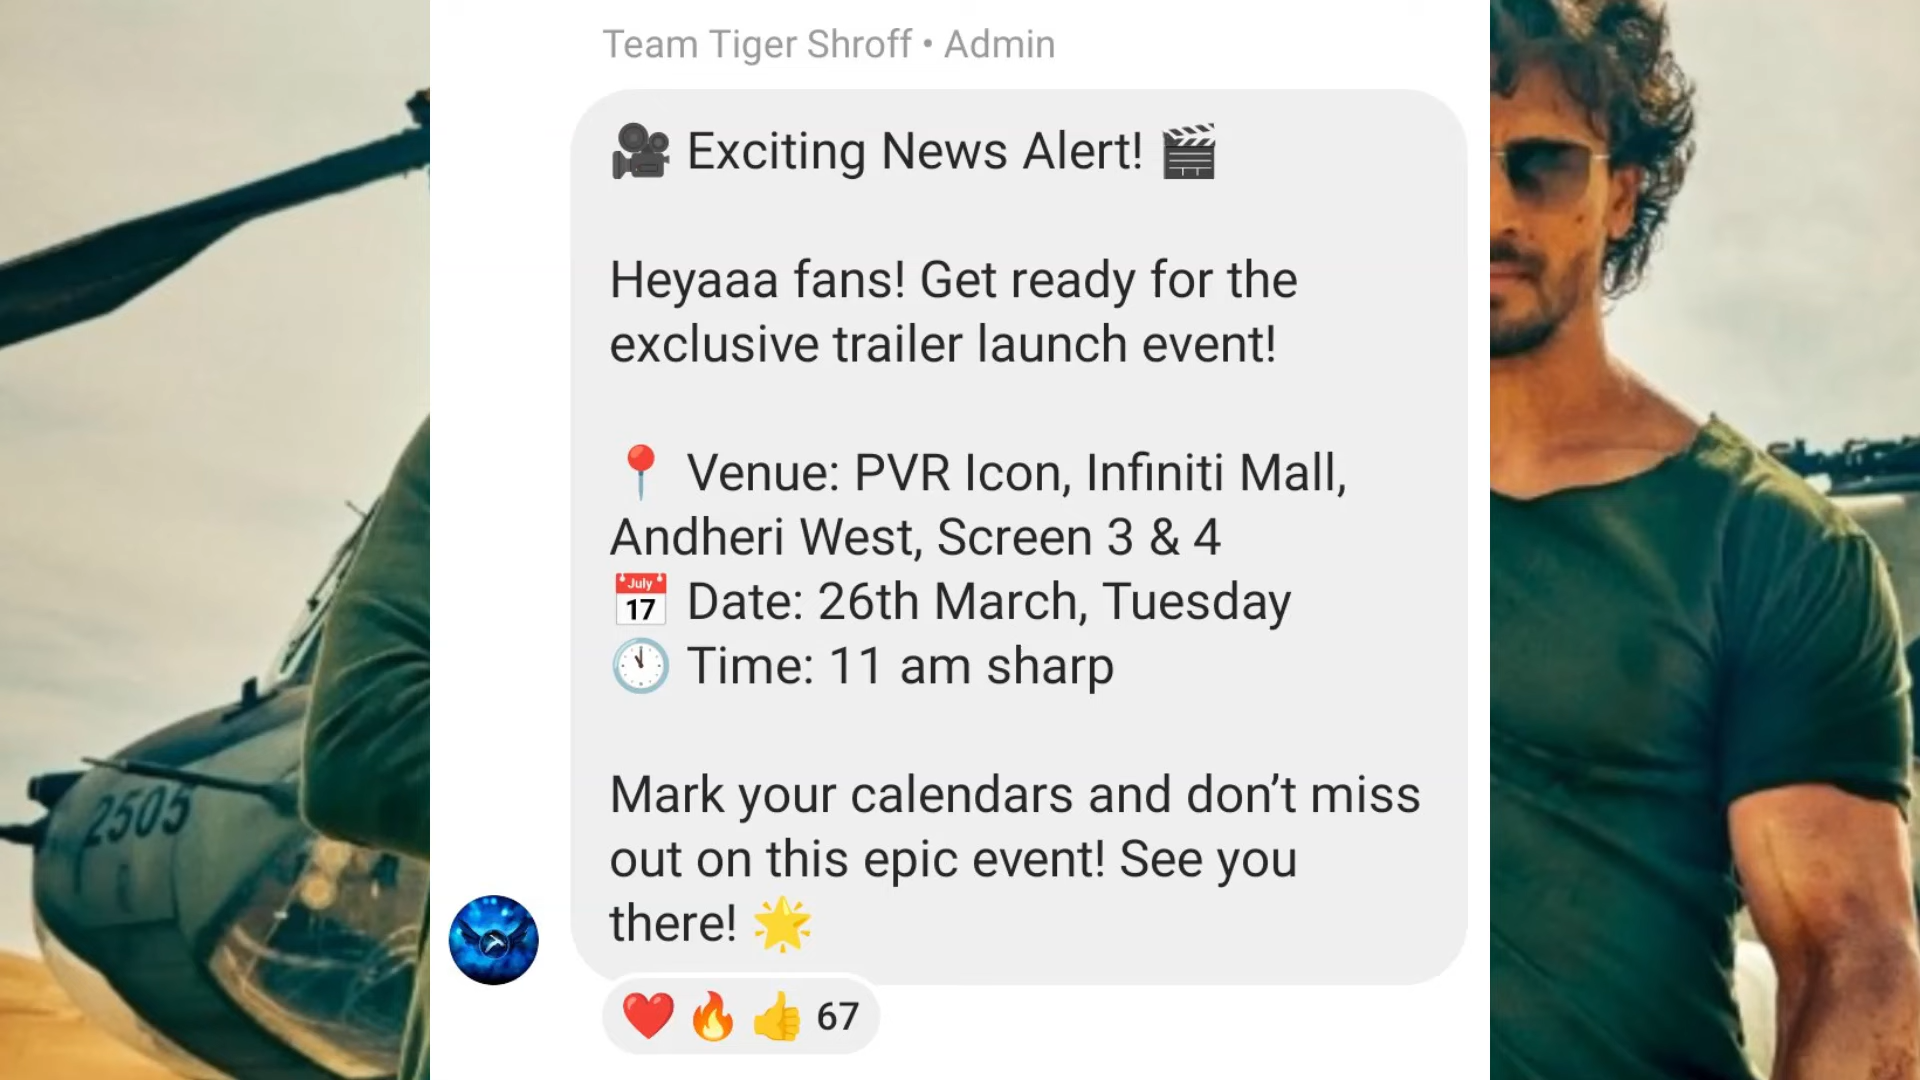 Team Tiger Shroff • Admin
🎥 Exciting News Alert! 🎬
Heyaaa fans! Get ready for the
exclusive trailer launch event!
📍 Venue: PVR Icon, Infiniti Mall,
Andheri West, Screen 3 & 4
📅 Date: 26th March, Tuesday
🕚 Time: 11 am sharp
Mark your calendars and don’t miss
out on this epic event! See you
there! 🌟
❤️ 🔥 👍 67
2505